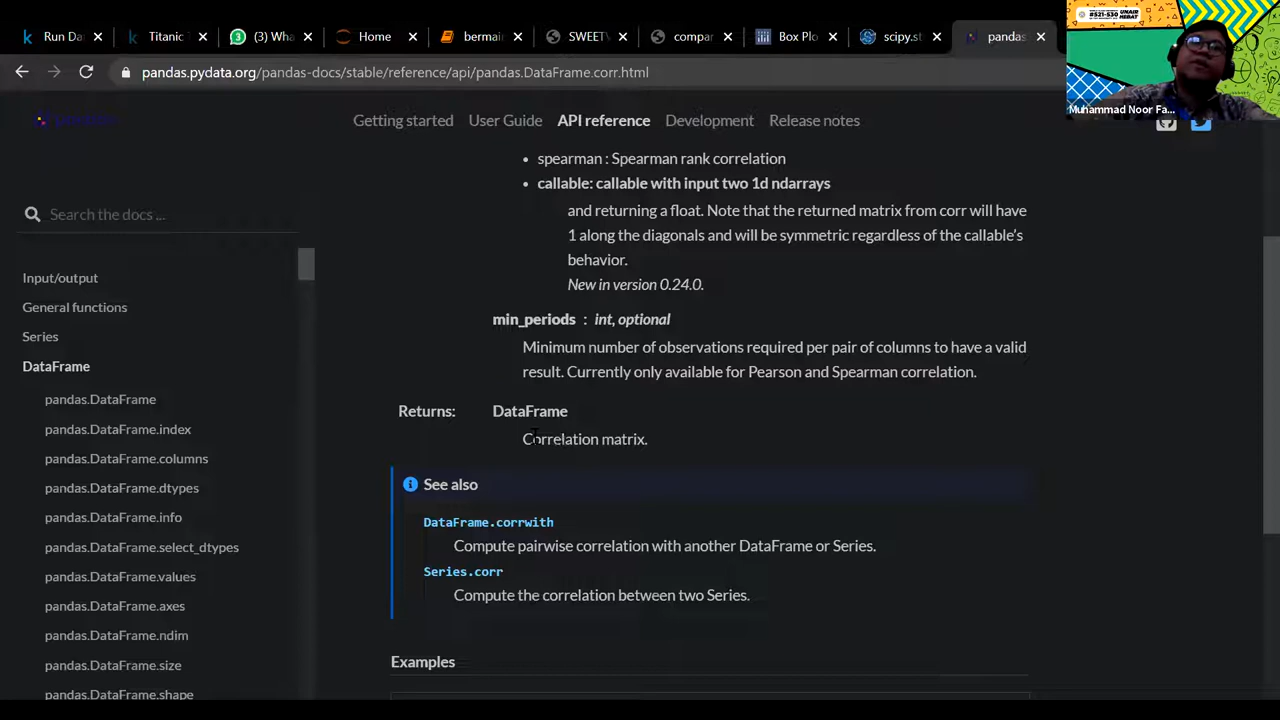 Run Da
Titanic
(3) Wha
Home
bermain
SWEETV
compar
Box Plo
scipy.st
pandas
#521-530
UNAIR
HEBAT
pandas.pydata.org/pandas-docs/stable/reference/api/pandas.DataFrame.corr.html
Muhammad Noor Fa...
pandas
Getting started
User Guide
API reference
Development
Release notes
Search the docs ...
Input/output
General functions
Series
DataFrame
pandas.DataFrame
pandas.DataFrame.index
pandas.DataFrame.columns
pandas.DataFrame.dtypes
pandas.DataFrame.info
pandas.DataFrame.select_dtypes
pandas.DataFrame.values
pandas.DataFrame.axes
pandas.DataFrame.ndim
pandas.DataFrame.size
pandas.DataFrame.shape
• spearman : Spearman rank correlation
• callable: callable with input two 1d ndarrays
and returning a float. Note that the returned matrix from corr will have
1 along the diagonals and will be symmetric regardless of the callable's
behavior.
New in version 0.24.0.
min_periods : int, optional
Minimum number of observations required per pair of columns to have a valid
result. Currently only available for Pearson and Spearman correlation.
Returns: DataFrame
Correlation matrix.
See also
DataFrame.corrwith
Compute pairwise correlation with another DataFrame or Series.
Series.corr
Compute the correlation between two Series.
Examples